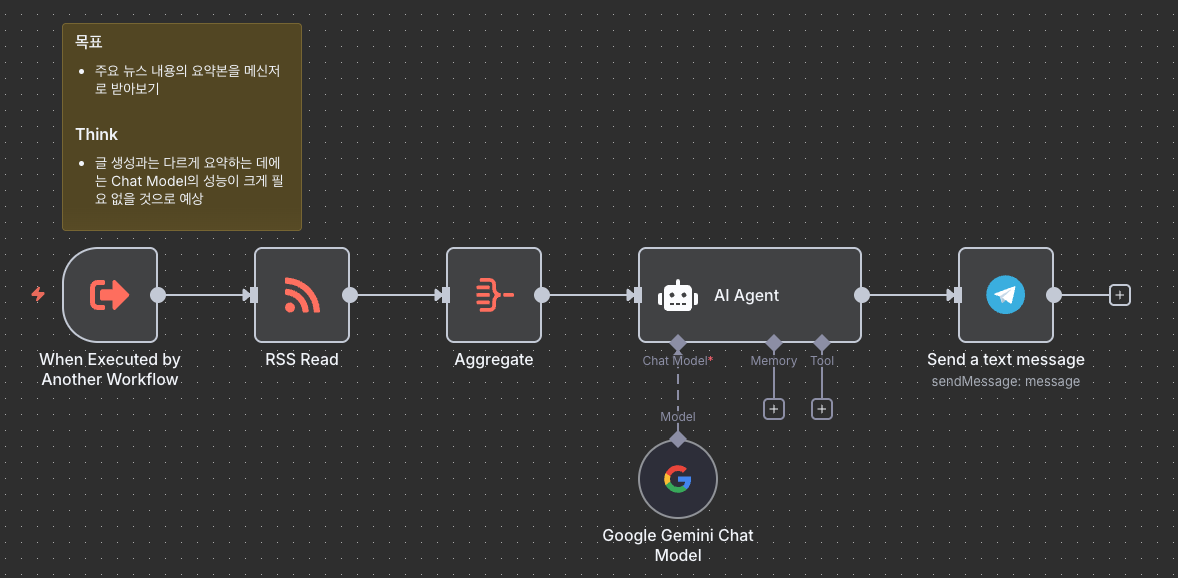 목표
주요 뉴스 내용의 요약본을 메신저
로 받아보기
Think
글 생성과는 다르게 요약하는 데에
는 Chat Model의 성능이 크게 필
요 없을 것으로 예상
When Executed by
Another Workflow
RSS Read
Aggregate
AI Agent
Chat Model*
Memory
Tool
Model
Google Gemini Chat
Model
Send a text message
sendMessage: message